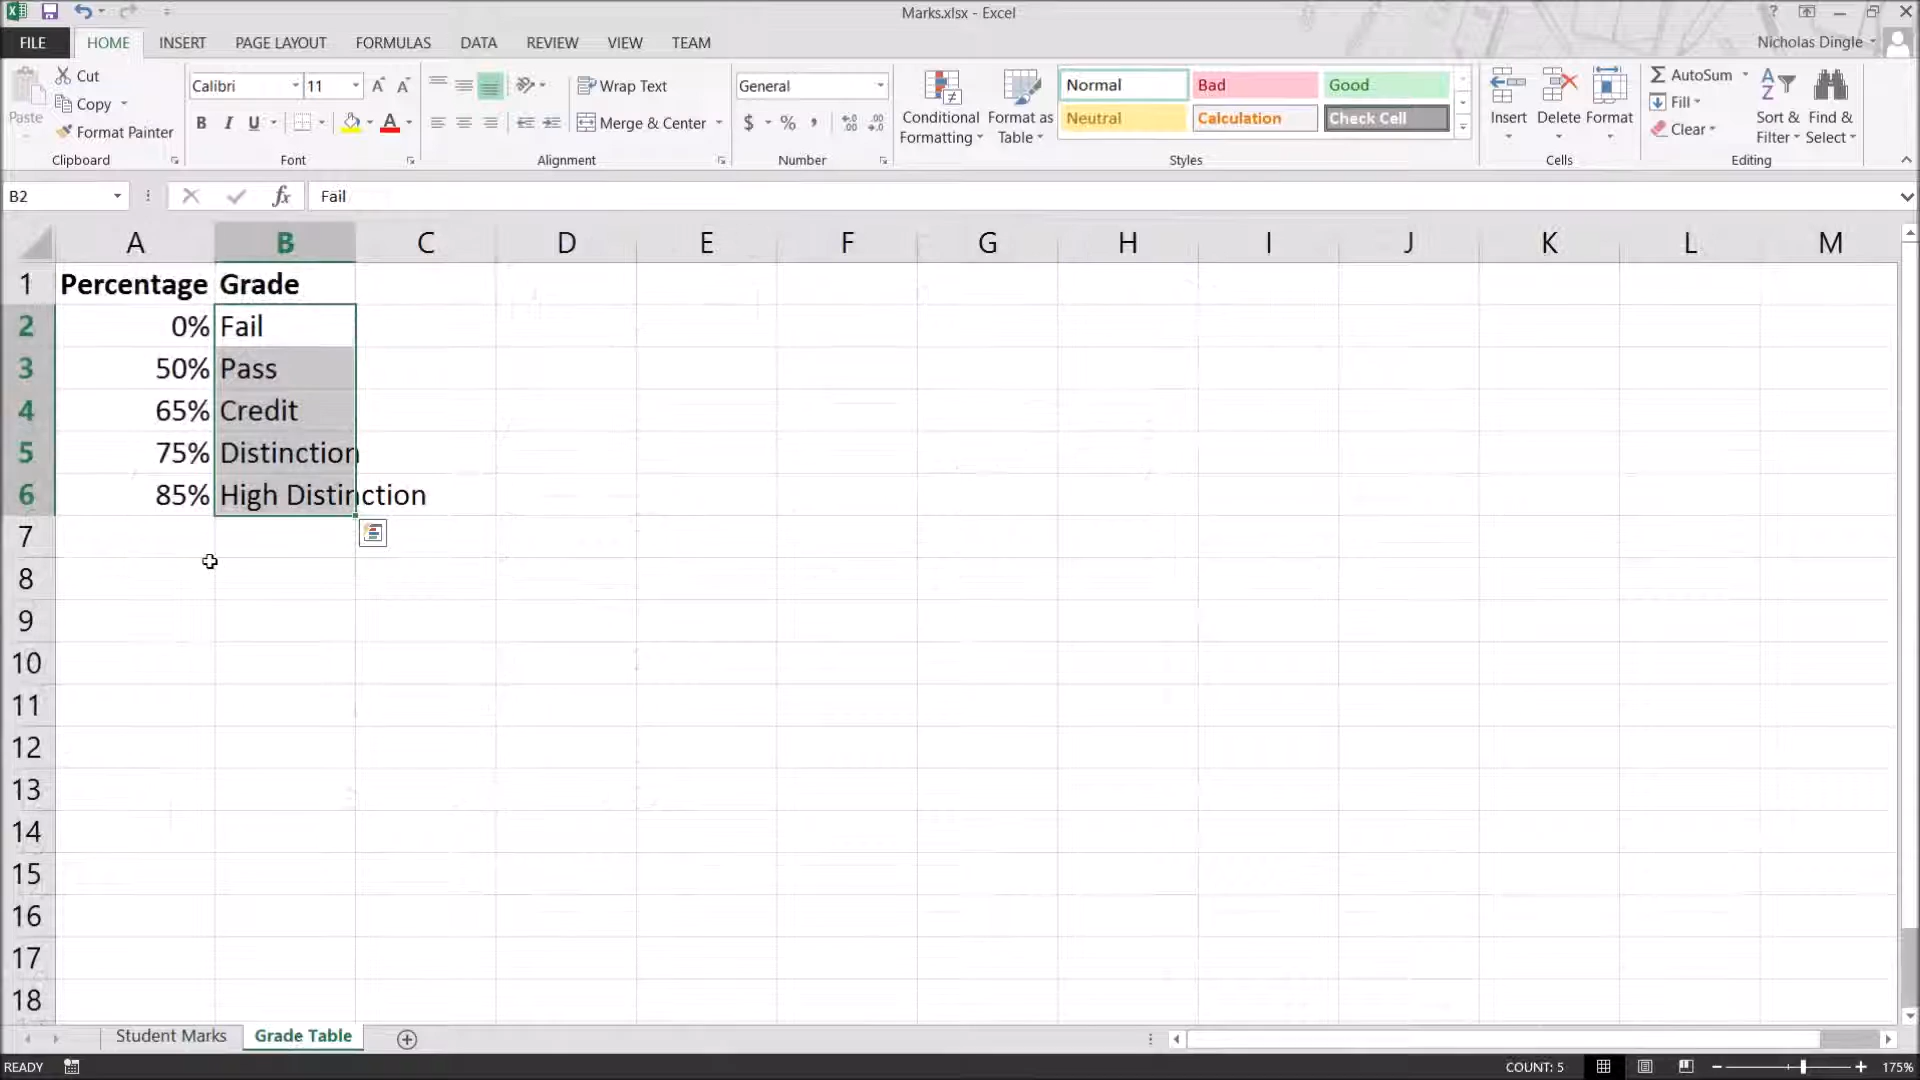 Marks.xlsx - Excel
?
FILE HOME INSERT PAGE LAYOUT FORMULAS DATA REVIEW VIEW TEAM
Nicholas Dingle
Paste
Cut
Copy
Format Painter
Clipboard
Calibri 11
B I U A
Font
Wrap Text
Merge & Center
Alignment
General
$ % ,
Number
Conditional
Formatting
Format as
Table
Normal Bad Good
Neutral Calculation Check Cell
Styles
Insert Delete Format
Cells
AutoSum
Fill
Clear
Sort &
Filter
Find &
Select
Editing
B2 fx Fail
A B C D E F G H I J K L M
1 Percentage Grade
2 0% Fail
3 50% Pass
4 65% Credit
5 75% Distinction
6 85% High Distinction
7
8
9
10
11
12
13
14
15
16
17
18
Student Marks Grade Table
READY COUNT: 5 175%